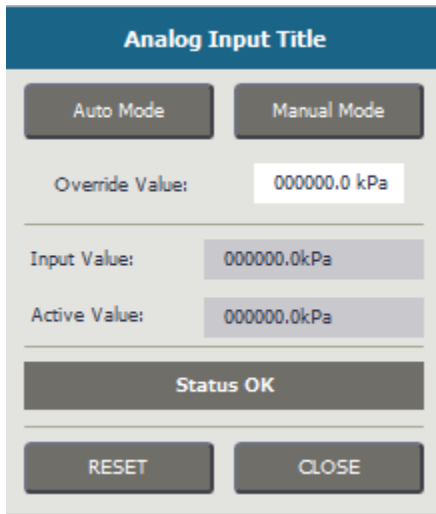 Analog Input Title
Auto Mode Manual Mode
Override Value: 000000.0 kPa
Input Value: 000000.0kPa
Active Value: 000000.0kPa
Status OK
RESET CLOSE